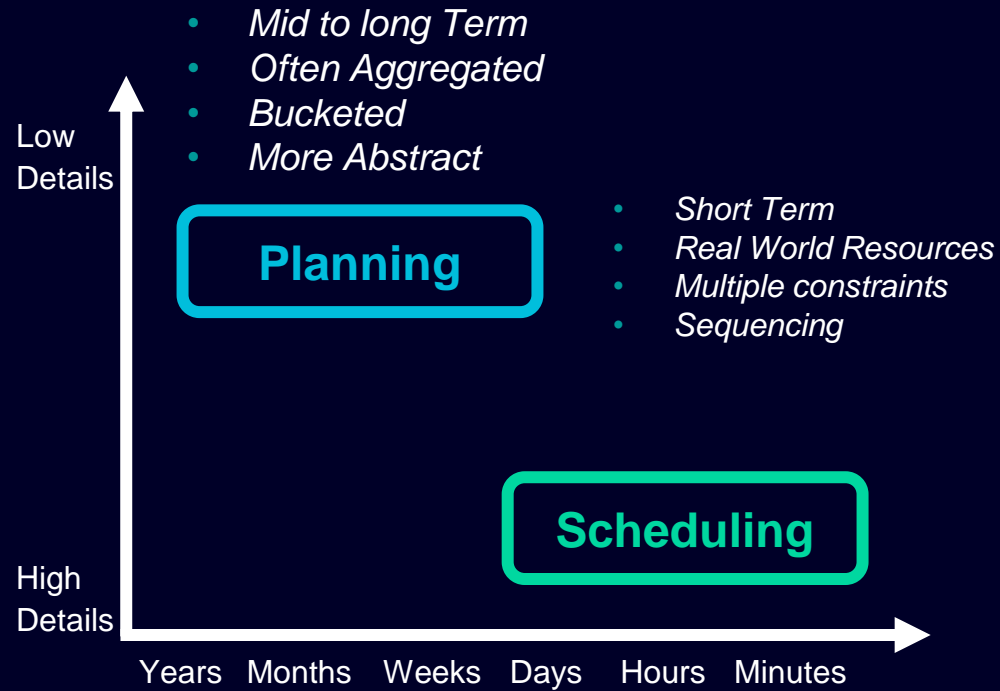 • Mid to long Term
• Often Aggregated
• Bucketed
• More Abstract
Low
Details
Planning
• Short Term
• Real World Resources
• Multiple constraints
• Sequencing
Scheduling
High
Details
Years Months Weeks Days Hours Minutes